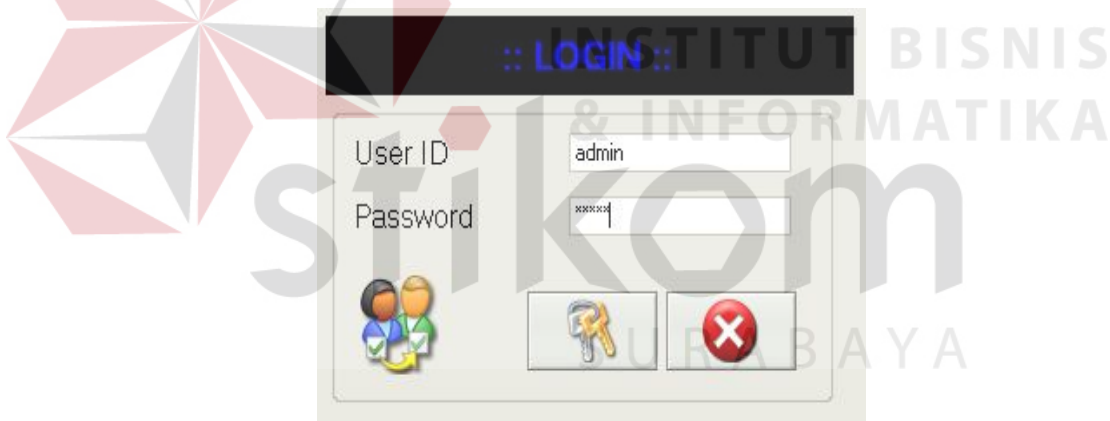 :: LOGIN ::
User ID
admin
Password
*****
INSTITUT BISNIS
& INFORMATIKA
stikom
SURABAYA